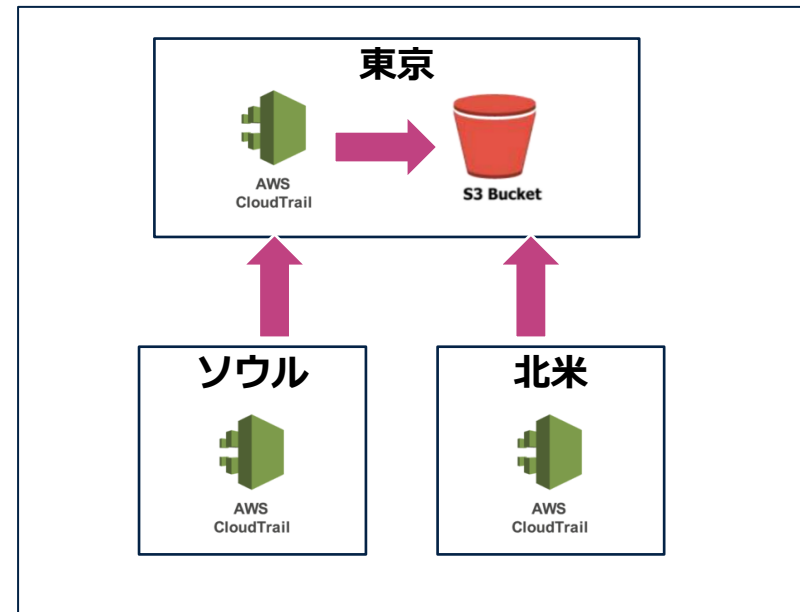 東京
AWS
CloudTrail
S3 Bucket
ソウル
AWS
CloudTrail
北米
AWS
CloudTrail